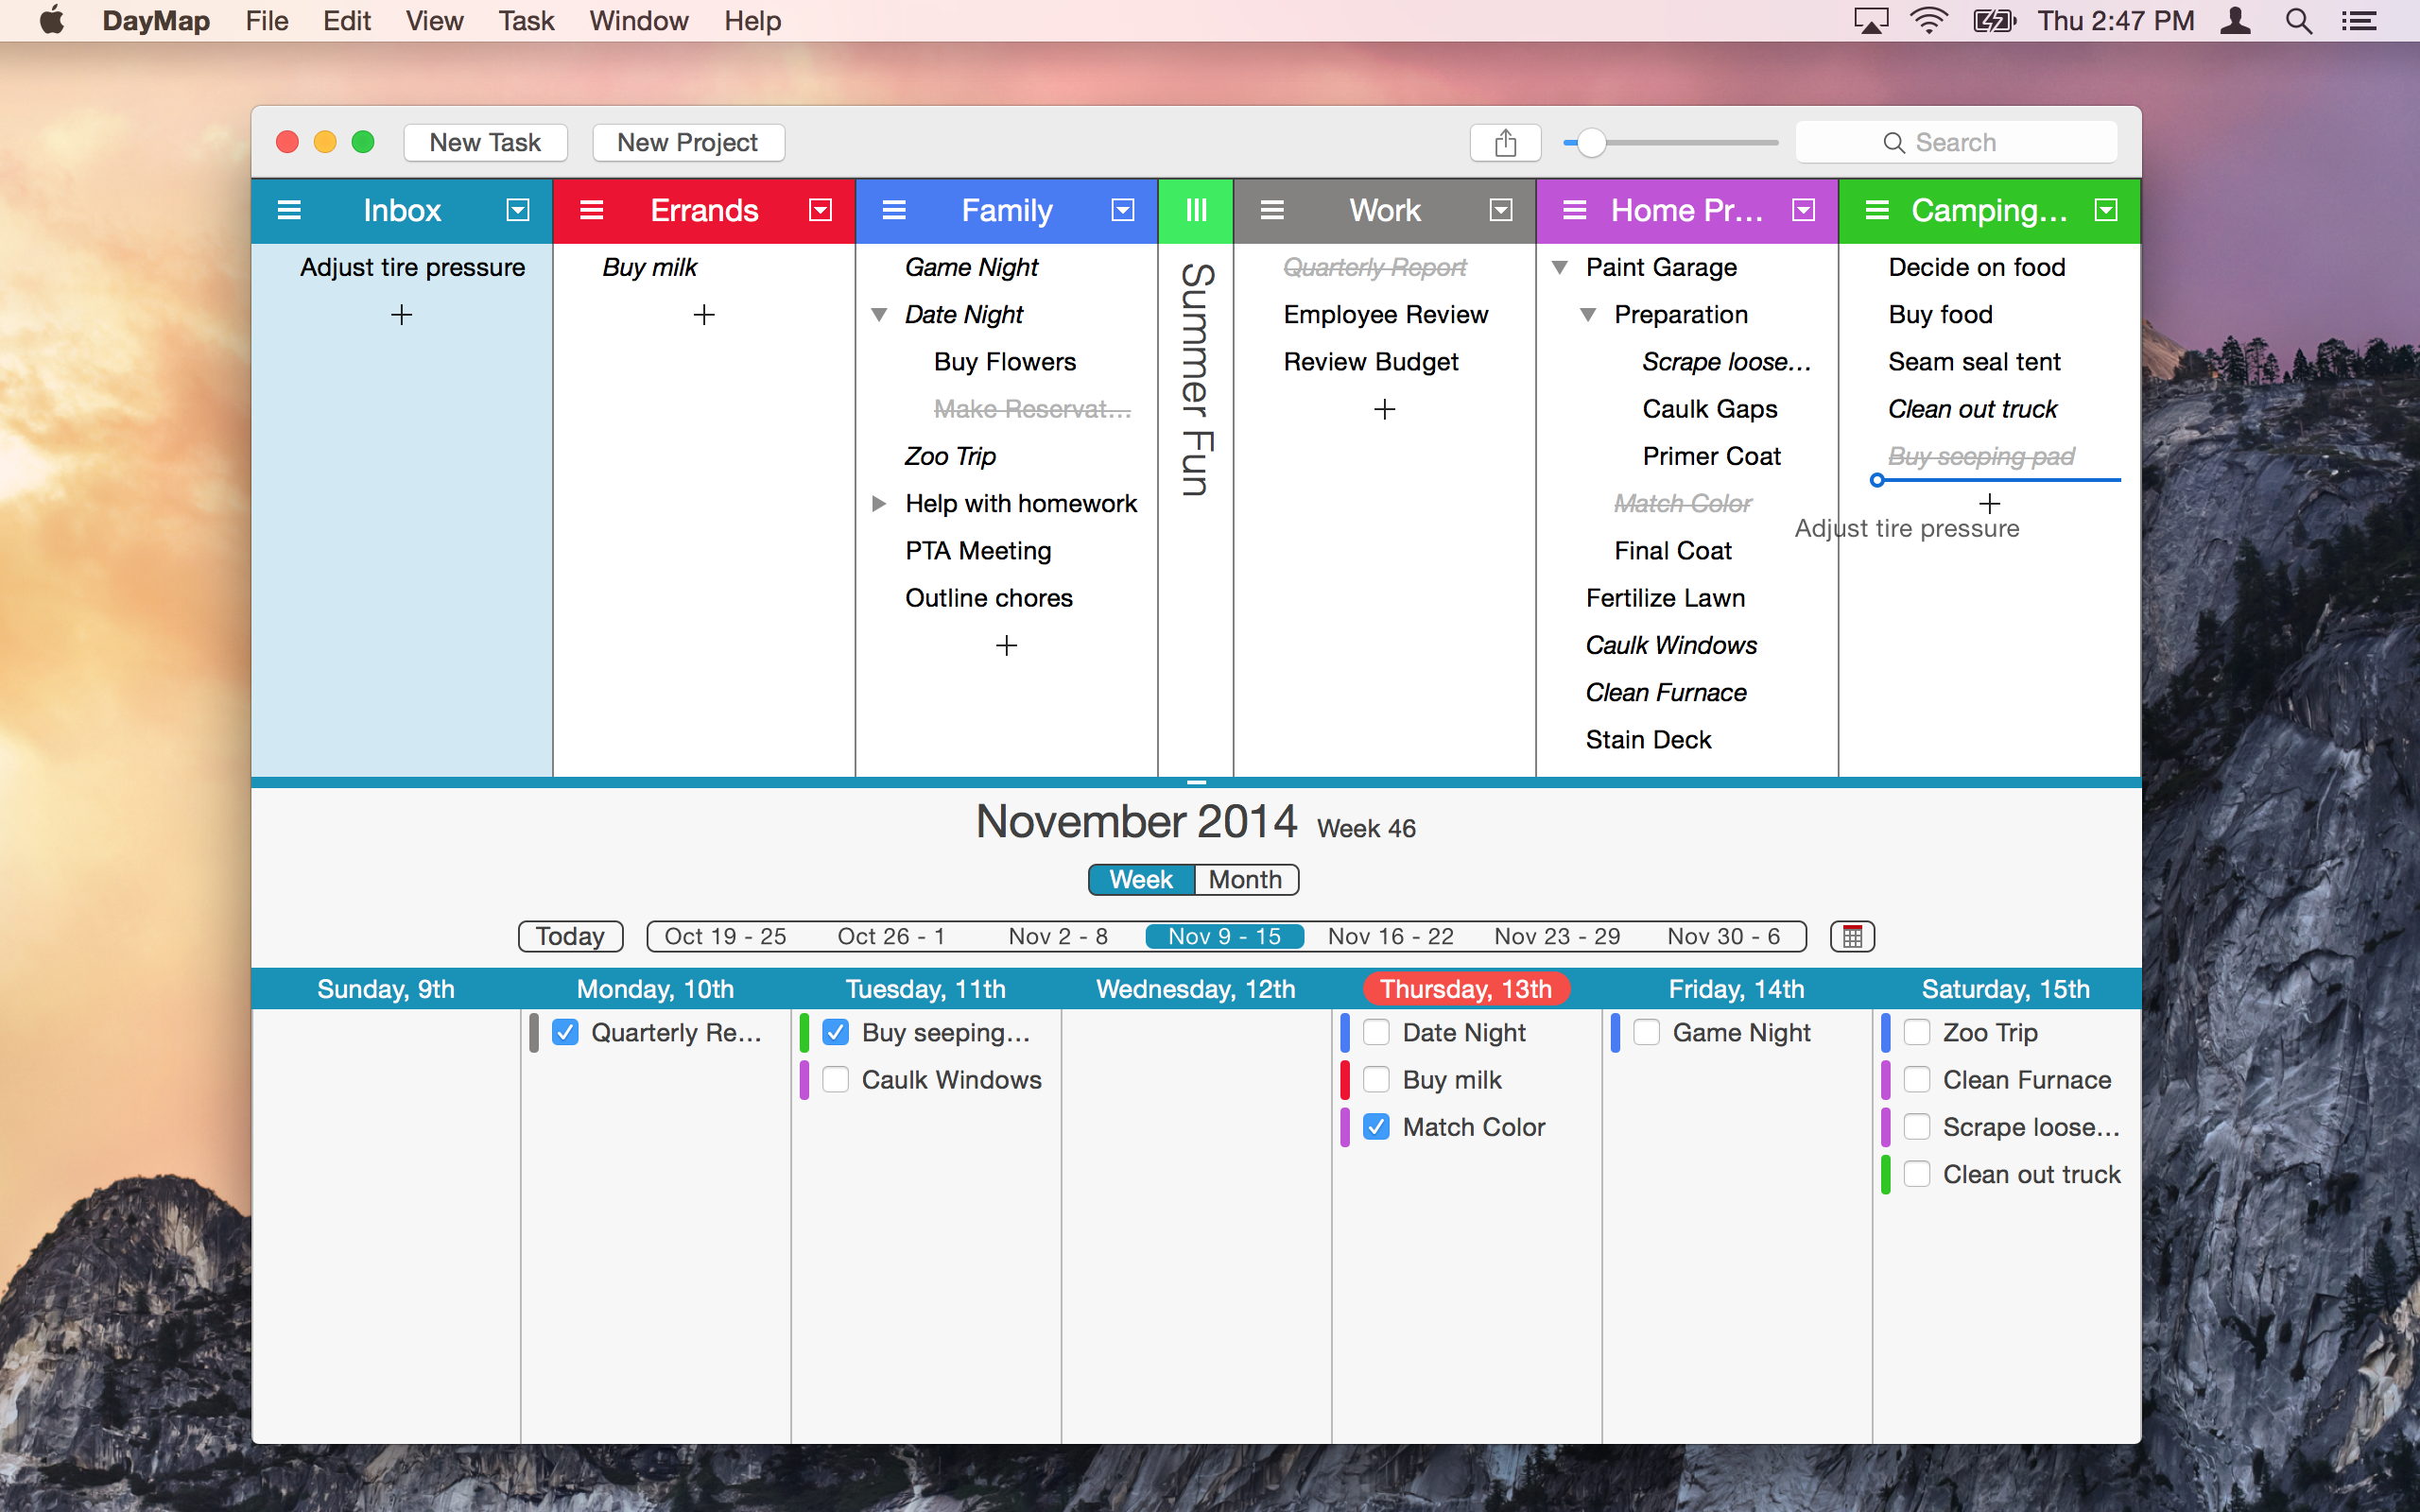 DayMap File Edit View Task Window Help Thu 2:47 PM
New Task New Project Search
Inbox Errands Family Work Home Pr... Camping...
Adjust tire pressure
+
Buy milk
+
Game Night
Date Night
Buy Flowers
Make Reservat...
Zoo Trip
Help with homework
PTA Meeting
Outline chores
+
Summer Fun
Quarterly Report
Employee Review
Review Budget
+
Paint Garage
Preparation
Scrape loose...
Caulk Gaps
Primer Coat
Match Color
Final Coat
Fertilize Lawn
Caulk Windows
Clean Furnace
Stain Deck
Decide on food
Buy food
Seam seal tent
Clean out truck
Buy seeping pad
+
Adjust tire pressure
November 2014 Week 46
Week Month
Today Oct 19 - 25 Oct 26 - 1 Nov 2 - 8 Nov 9 - 15 Nov 16 - 22 Nov 23 - 29 Nov 30 - 6
Sunday, 9th Monday, 10th Tuesday, 11th Wednesday, 12th Thursday, 13th Friday, 14th Saturday, 15th
Quarterly Re...
Buy seeping...
Caulk Windows
Date Night
Buy milk
Match Color
Game Night
Zoo Trip
Clean Furnace
Scrape loose...
Clean out truck